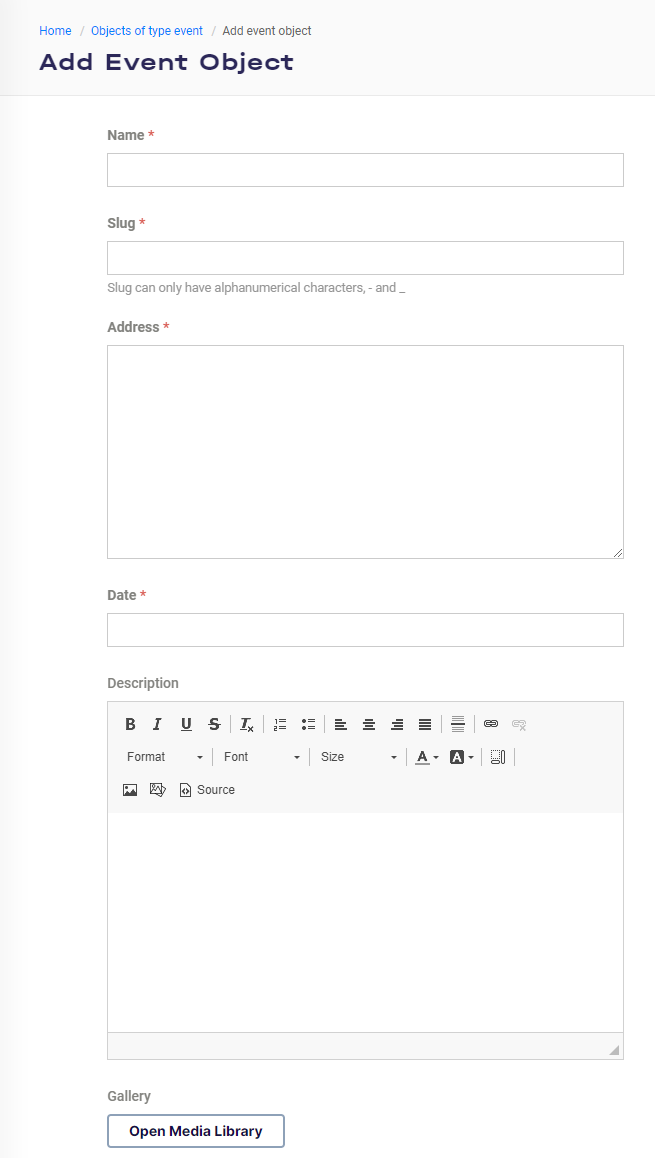 Home / Objects of type event / Add event object
Add Event Object
Name *
Slug *
Slug can only have alphanumerical characters, - and _
Address *
Date *
Description
B I U S Ix
Format Font Size A A
Source
Gallery
Open Media Library